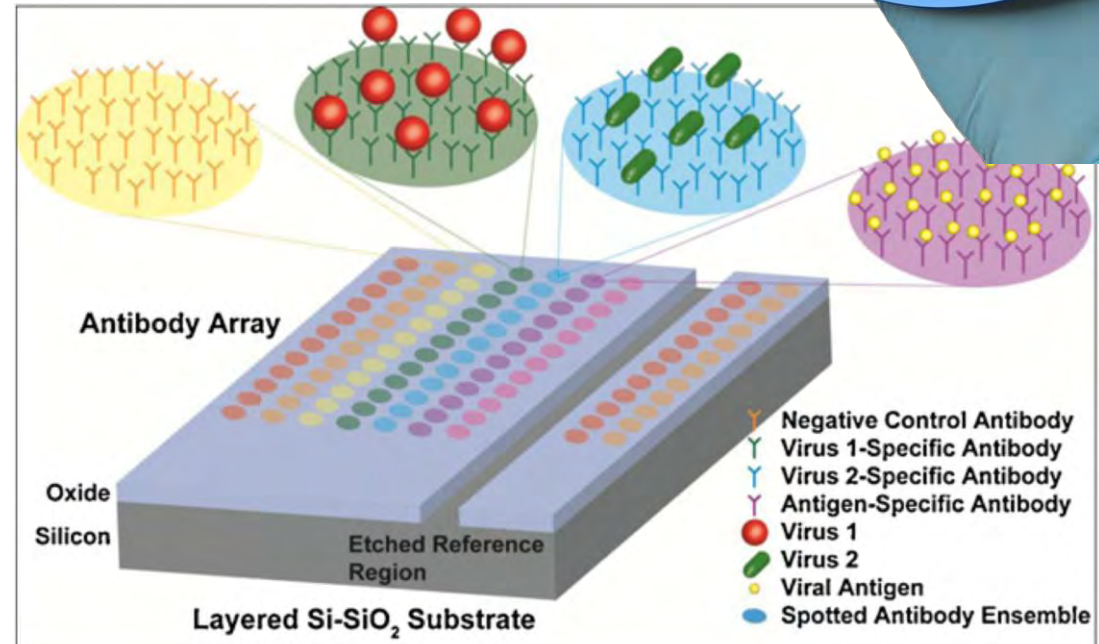 Antibody Array
Oxide
Silicon
Etched Reference
Region
Layered Si-SiO₂ Substrate
Negative Control Antibody
Virus 1-Specific Antibody
Virus 2-Specific Antibody
Antigen-Specific Antibody
Virus 1
Virus 2
Viral Antigen
Spotted Antibody Ensemble